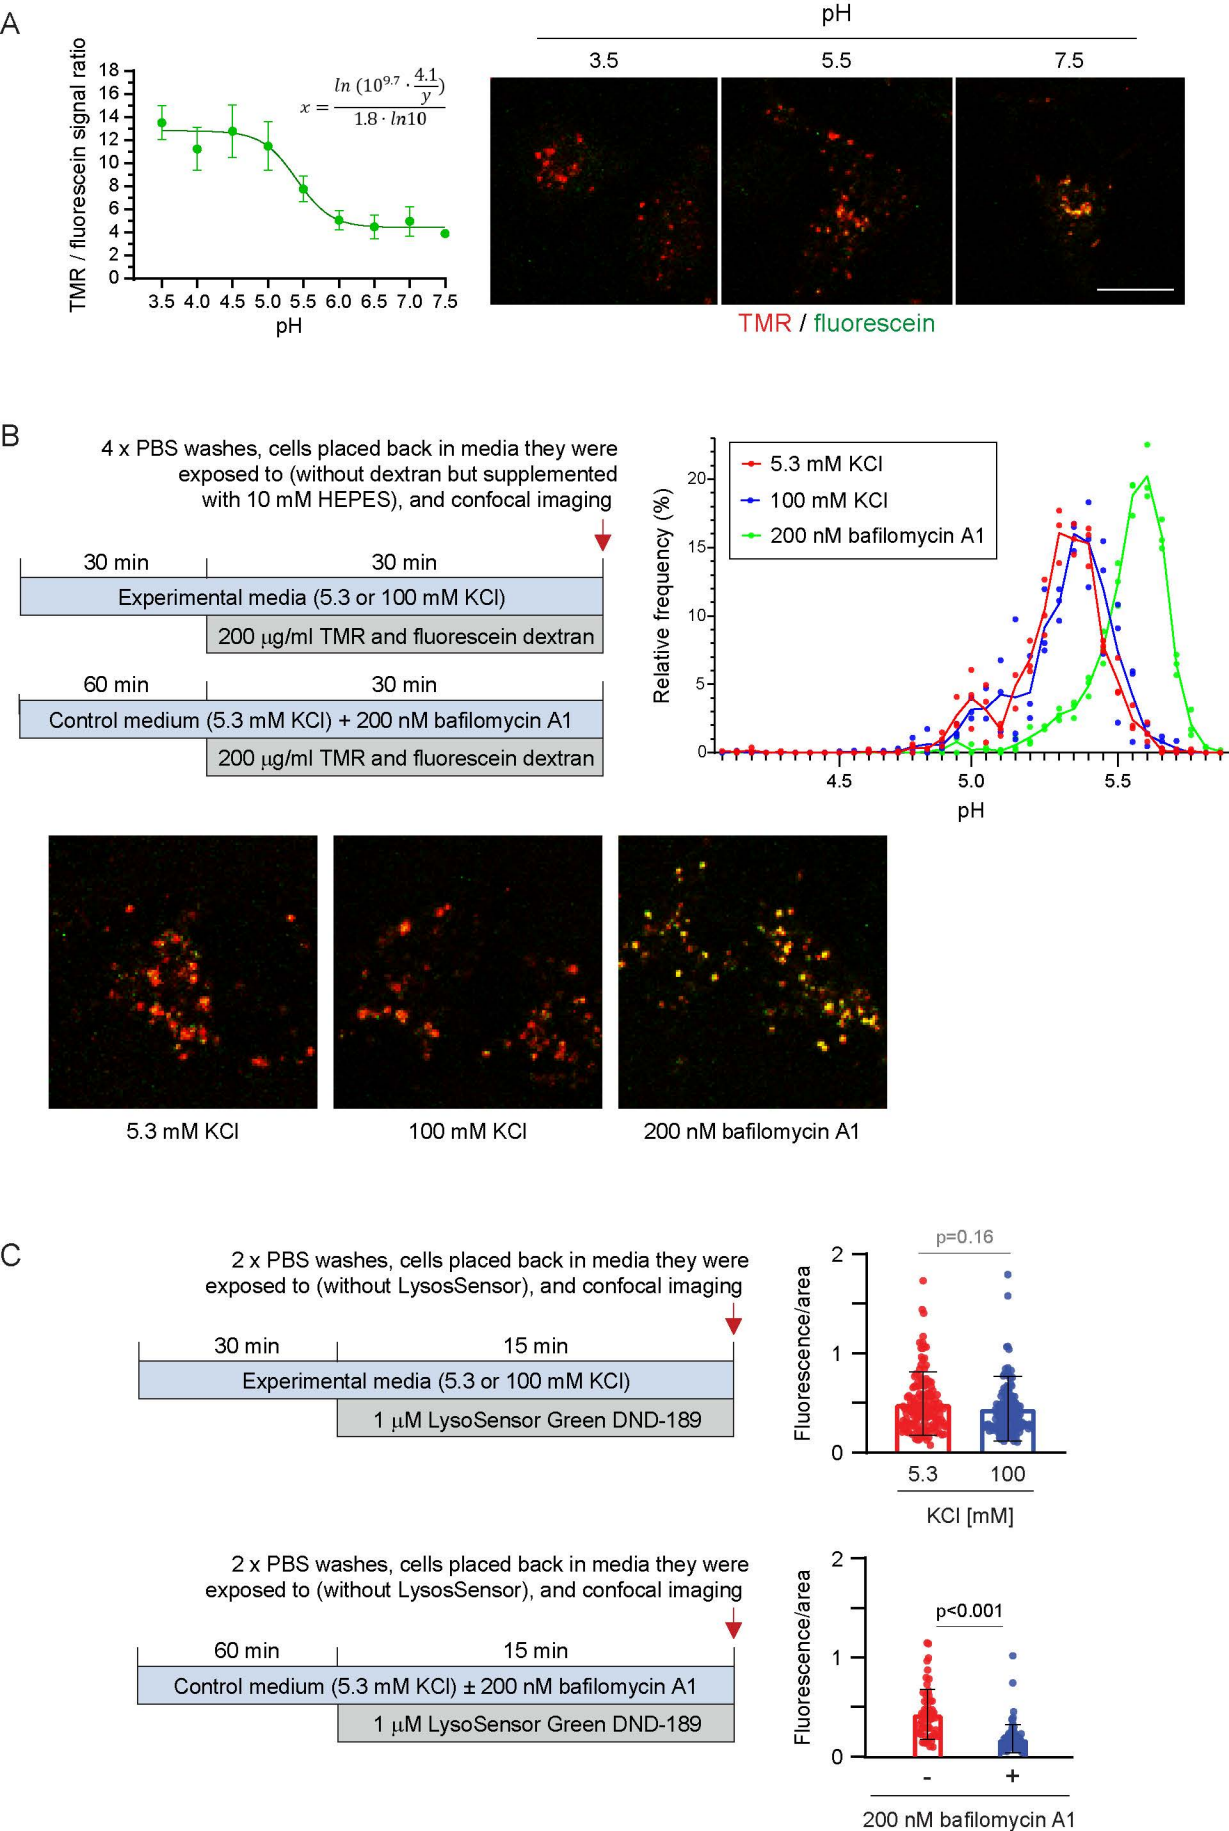 A
TMR / fluorescein signal ratio
18
16
14
12
10
8
6
4
2
0
x = ln (10^9.7 · 4.1/y) / 1.8 · ln10
3.5 4.0 4.5 5.0 5.5 6.0 6.5 7.0 7.5
pH
pH
3.5 5.5 7.5
TMR / fluorescein
B
4 x PBS washes, cells placed back in media they were
exposed to (without dextran but supplemented
with 10 mM HEPES), and confocal imaging
30 min 30 min
Experimental media (5.3 or 100 mM KCl)
200 µg/ml TMR and fluorescein dextran
60 min 30 min
Control medium (5.3 mM KCl) + 200 nM bafilomycin A1
200 µg/ml TMR and fluorescein dextran
Relative frequency (%)
20
15
10
5
0
5.3 mM KCl
100 mM KCl
200 nM bafilomycin A1
4.5 5.0 5.5
pH
5.3 mM KCl 100 mM KCl 200 nM bafilomycin A1
C
2 x PBS washes, cells placed back in media they were
exposed to (without LysosSensor), and confocal imaging
30 min 15 min
Experimental media (5.3 or 100 mM KCl)
1 µM LysoSensor Green DND-189
Fluorescence/area
2
1
0
p=0.16
5.3 100
KCl [mM]
2 x PBS washes, cells placed back in media they were
exposed to (without LysosSensor), and confocal imaging
60 min 15 min
Control medium (5.3 mM KCl) ± 200 nM bafilomycin A1
1 µM LysoSensor Green DND-189
Fluorescence/area
2
1
0
p<0.001
- +
200 nM bafilomycin A1